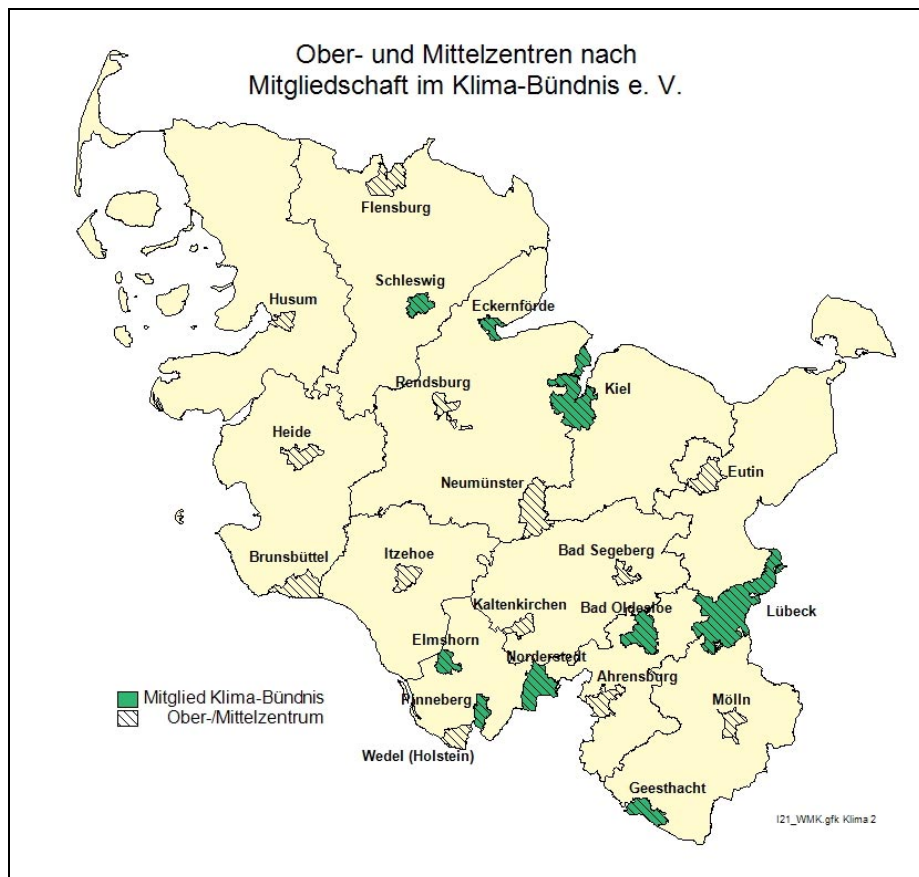 Ober- und Mittelzentren nach
Mitgliedschaft im Klima-Bündnis e. V.
Flensburg
Schleswig
Eckernförde
Husum
Rendsburg
Kiel
Heide
Eutin
Neumünster
Brunsbüttel
Itzehoe
Bad Segeberg
Kaltenkirchen
Bad Oldesloe
Lübeck
Elmshorn
Norderstedt
Ahrensburg
Pinneberg
Mölln
Wedel (Holstein)
Geesthacht
Mitglied Klima-Bündnis
Ober-/Mittelzentrum
I21_WMK.gfk Klima 2